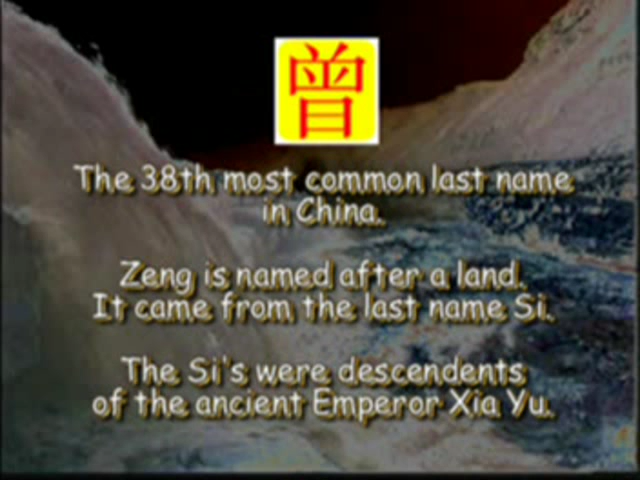 曾
The 38th most common last name
in China.
Zeng is named after a land.
It came from the last name Si.
The Si's were descendents
of the ancient Emperor Xia Yu.